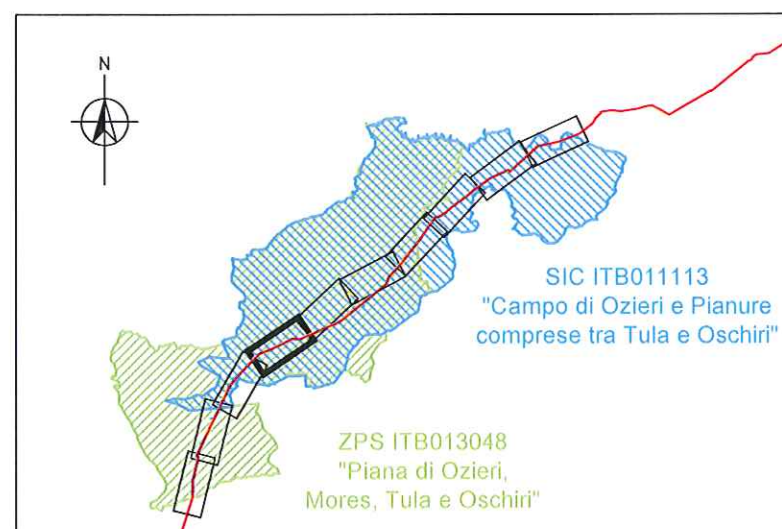 N
SIC ITB011113
"Campo di Ozieri e Pianure
comprese tra Tula e Oschiri"
ZPS ITB013048
"Piana di Ozieri,
Mores, Tula e Oschiri"